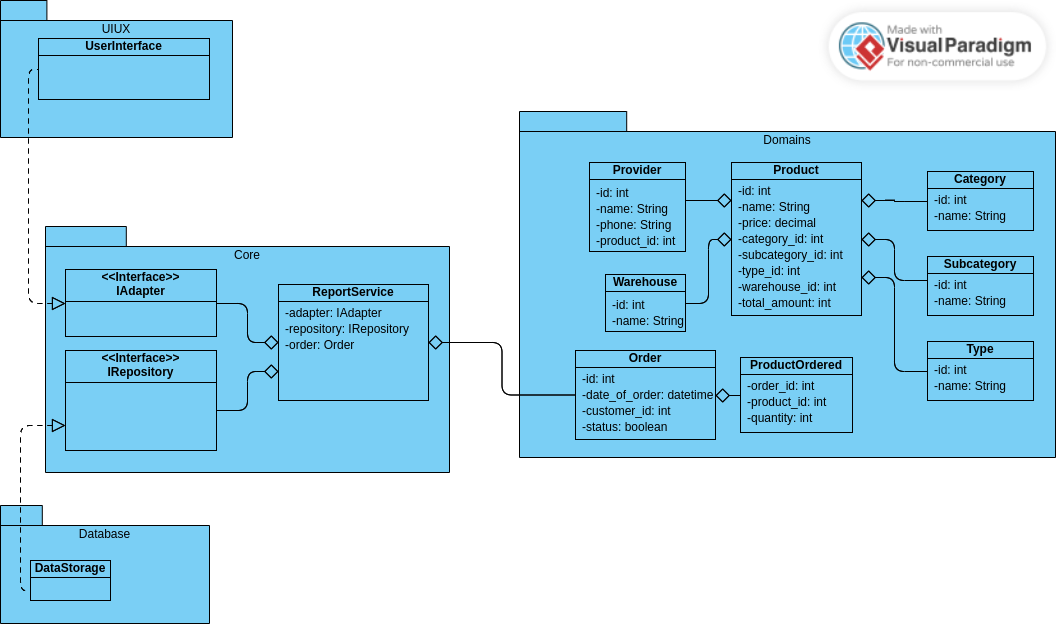 Made with
Visual Paradigm
For non-commercial use
UIUX
UserInterface
Domains
Provider
-id: int
-name: String
-phone: String
-product_id: int
Product
-id: int
-name: String
-price: decimal
-category_id: int
-subcategory_id: int
-type_id: int
-warehouse_id: int
-total_amount: int
Category
-id: int
-name: String
Warehouse
-id: int
-name: String
Subcategory
-id: int
-name: String
Type
-id: int
-name: String
Order
-id: int
-date_of_order: datetime
-customer_id: int
-status: boolean
ProductOrdered
-order_id: int
-product_id: int
-quantity: int
Core
<<Interface>>
IAdapter
ReportService
-adapter: IAdapter
-repository: IRepository
-order: Order
<<Interface>>
IRepository
Database
DataStorage